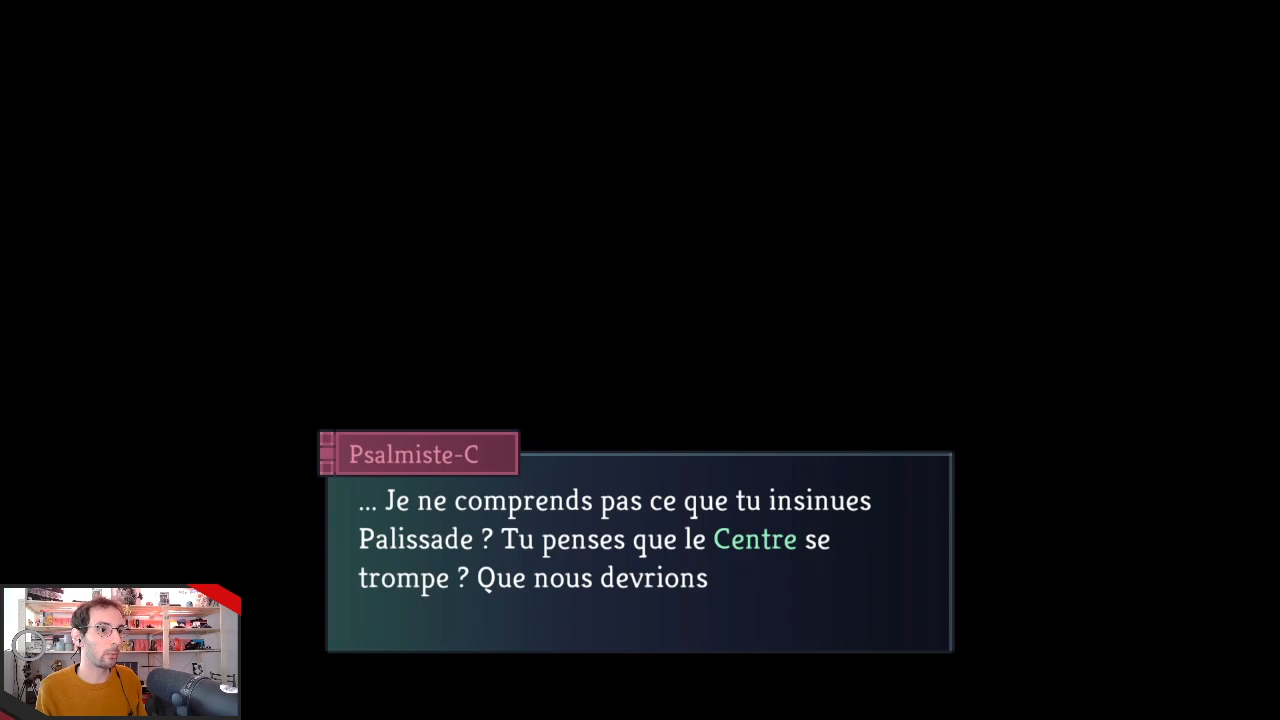 Psalmiste-C
... Je ne comprends pas ce que tu insinues
Palissade ? Tu penses que le Centre se
trompe ? Que nous devrions